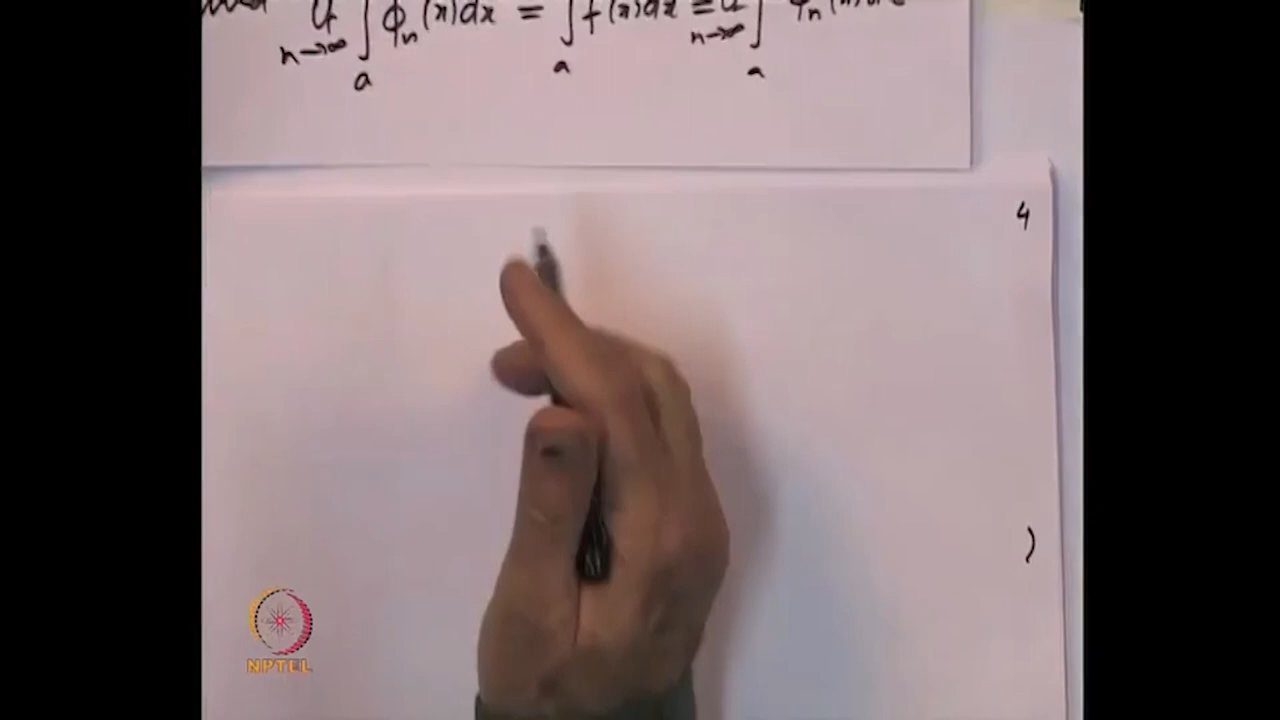 lt ∫ ϕₙ(x)dx = ∫ f(x)dx = lt ∫
n→∞ a a n→∞ a
4
)
NPTEL